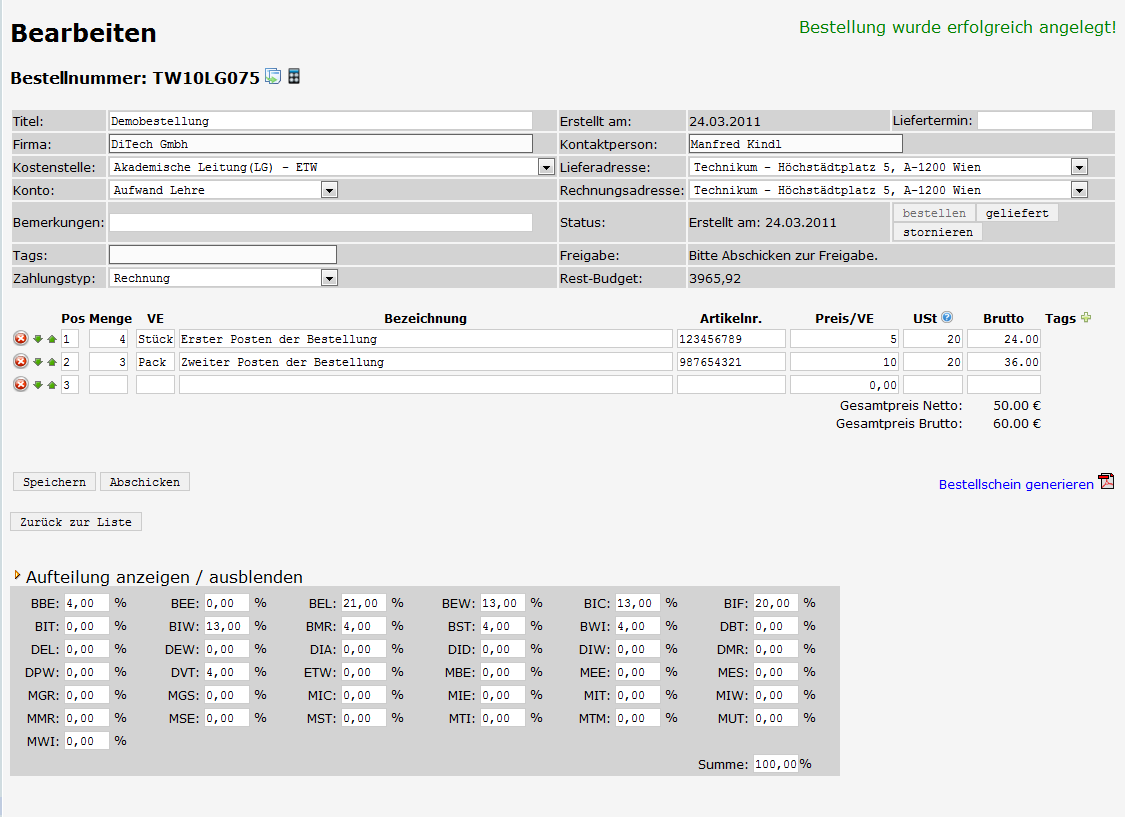 Bearbeiten
Bestellung wurde erfolgreich angelegt!
Bestellnummer: TW10LG075
Titel: Demobestellung Erstellt am: 24.03.2011 Liefertermin:
Firma: DiTech Gmbh Kontaktperson: Manfred Kindl
Kostenstelle: Akademische Leitung(LG) - ETW Lieferadresse: Technikum - Höchstädtplatz 5, A-1200 Wien
Konto: Aufwand Lehre Rechnungsadresse: Technikum - Höchstädtplatz 5, A-1200 Wien
Bemerkungen: Status: Erstellt am: 24.03.2011 bestellen geliefert
stornieren
Tags: Freigabe: Bitte Abschicken zur Freigabe.
Zahlungstyp: Rechnung Rest-Budget: 3965,92
Pos Menge VE Bezeichnung Artikelnr. Preis/VE USt Brutto Tags
1 4 Stück Erster Posten der Bestellung 123456789 5 20 24.00
2 3 Pack Zweiter Posten der Bestellung 987654321 10 20 36.00
3 0,00
Gesamtpreis Netto: 50.00 €
Gesamtpreis Brutto: 60.00 €
Speichern Abschicken Bestellschein generieren
Zurück zur Liste
Aufteilung anzeigen / ausblenden
BBE: 4,00 % BEE: 0,00 % BEL: 21,00 % BEW: 13,00 % BIC: 13,00 % BIF: 20,00 %
BIT: 0,00 % BIW: 13,00 % BMR: 4,00 % BST: 4,00 % BWI: 4,00 % DBT: 0,00 %
DEL: 0,00 % DEW: 0,00 % DIA: 0,00 % DID: 0,00 % DIW: 0,00 % DMR: 0,00 %
DPW: 0,00 % DVT: 4,00 % ETW: 0,00 % MBE: 0,00 % MEE: 0,00 % MES: 0,00 %
MGR: 0,00 % MGS: 0,00 % MIC: 0,00 % MIE: 0,00 % MIT: 0,00 % MIW: 0,00 %
MMR: 0,00 % MSE: 0,00 % MST: 0,00 % MTI: 0,00 % MTM: 0,00 % MUT: 0,00 %
MWI: 0,00 %
Summe: 100,00 %